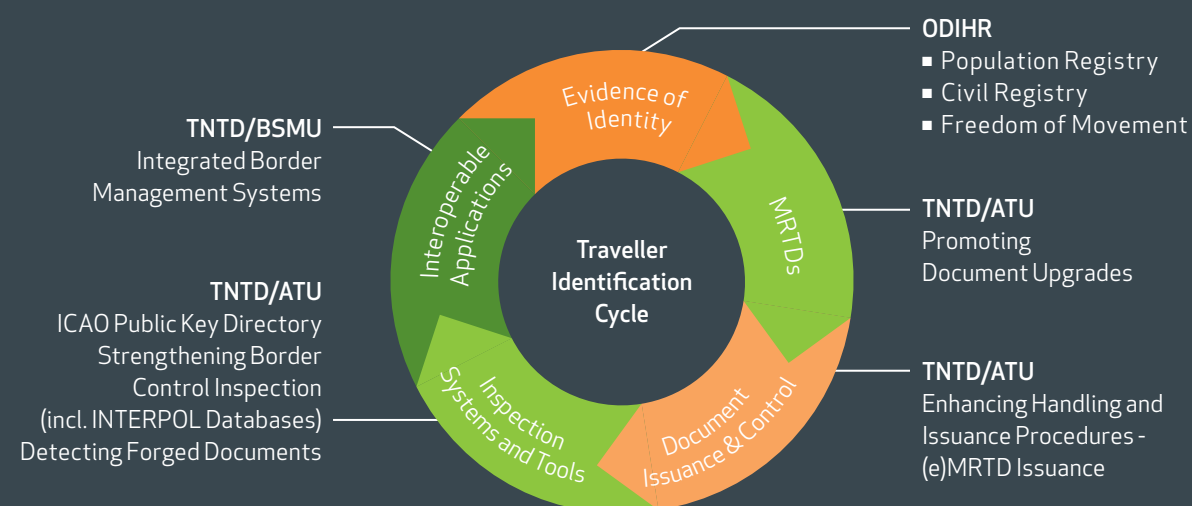 ODIHR
▪ Population Registry
▪ Civil Registry
▪ Freedom of Movement
TNTD/ATU
Promoting
Document Upgrades
TNTD/ATU
Enhancing Handling and
Issuance Procedures -
(e)MRTD Issuance
TNTD/BSMU
Integrated Border
Management Systems
TNTD/ATU
ICAO Public Key Directory
Strengthening Border
Control Inspection
(incl. INTERPOL Databases)
Detecting Forged Documents
Evidence of
Identity
MRTDs
Document
Issuance & Control
Inspection
Systems and Tools
Interoperable
Applications
Traveller
Identification
Cycle